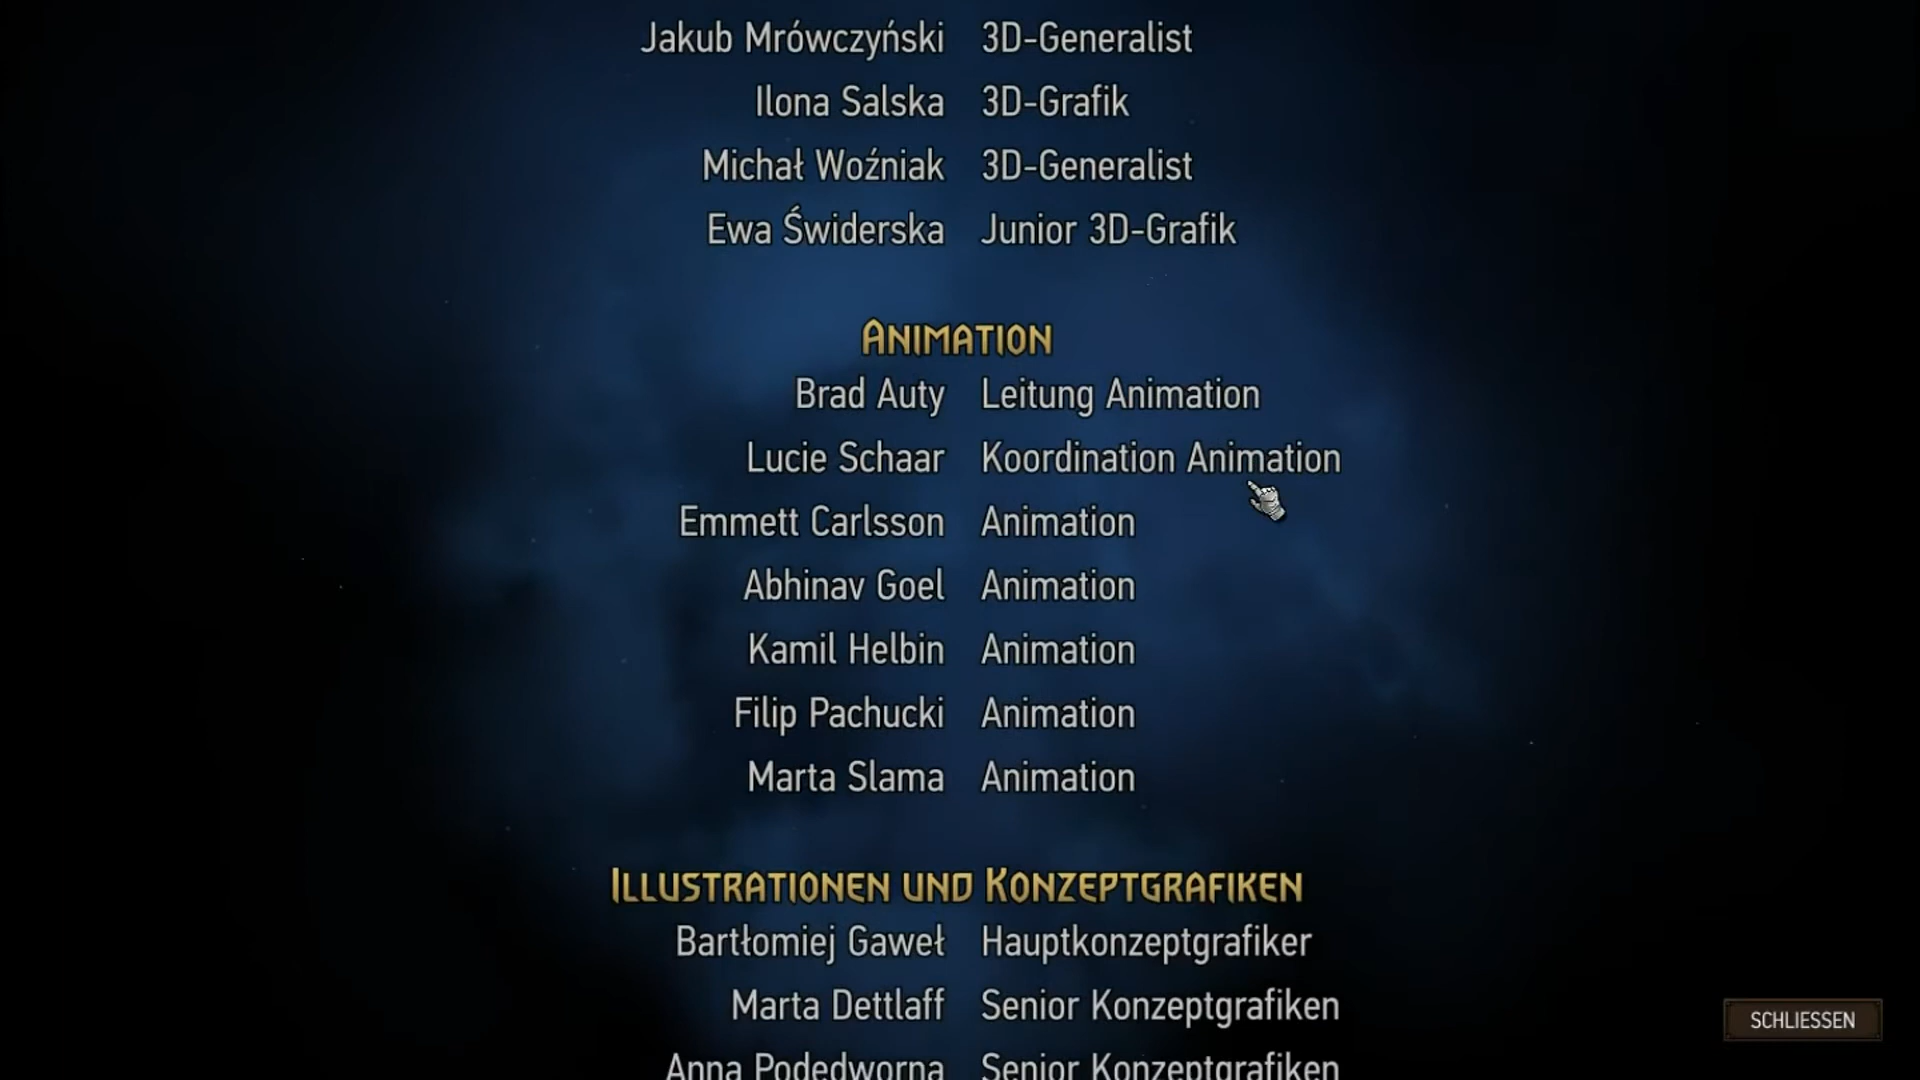 Jakub Mrówczyński 3D-Generalist
Ilona Salska 3D-Grafik
Michał Woźniak 3D-Generalist
Ewa Świderska Junior 3D-Grafik
ANIMATION
Brad Auty Leitung Animation
Lucie Schaar Koordination Animation
Emmett Carlsson Animation
Abhinav Goel Animation
Kamil Helbin Animation
Filip Pachucki Animation
Marta Slama Animation
ILLUSTRATIONEN UND KONZEPTGRAFIKEN
Bartłomiej Gaweł Hauptkonzeptgrafiker
Marta Dettlaff Senior Konzeptgrafiken
Anna Podedworna Senior Konzeptgrafiken
SCHLIESSEN